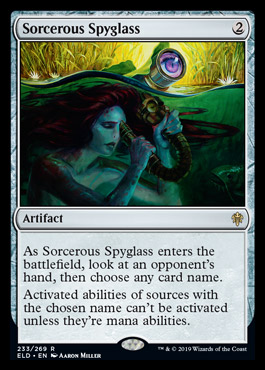 Sorcerous Spyglass 2
Artifact
As Sorcerous Spyglass enters the
battlefield, look at an opponent's
hand, then choose any card name.
Activated abilities of sources with
the chosen name can't be activated
unless they're mana abilities.
233/269 R
ELD • EN Aaron Miller
™ & © 2019 Wizards of the Coast